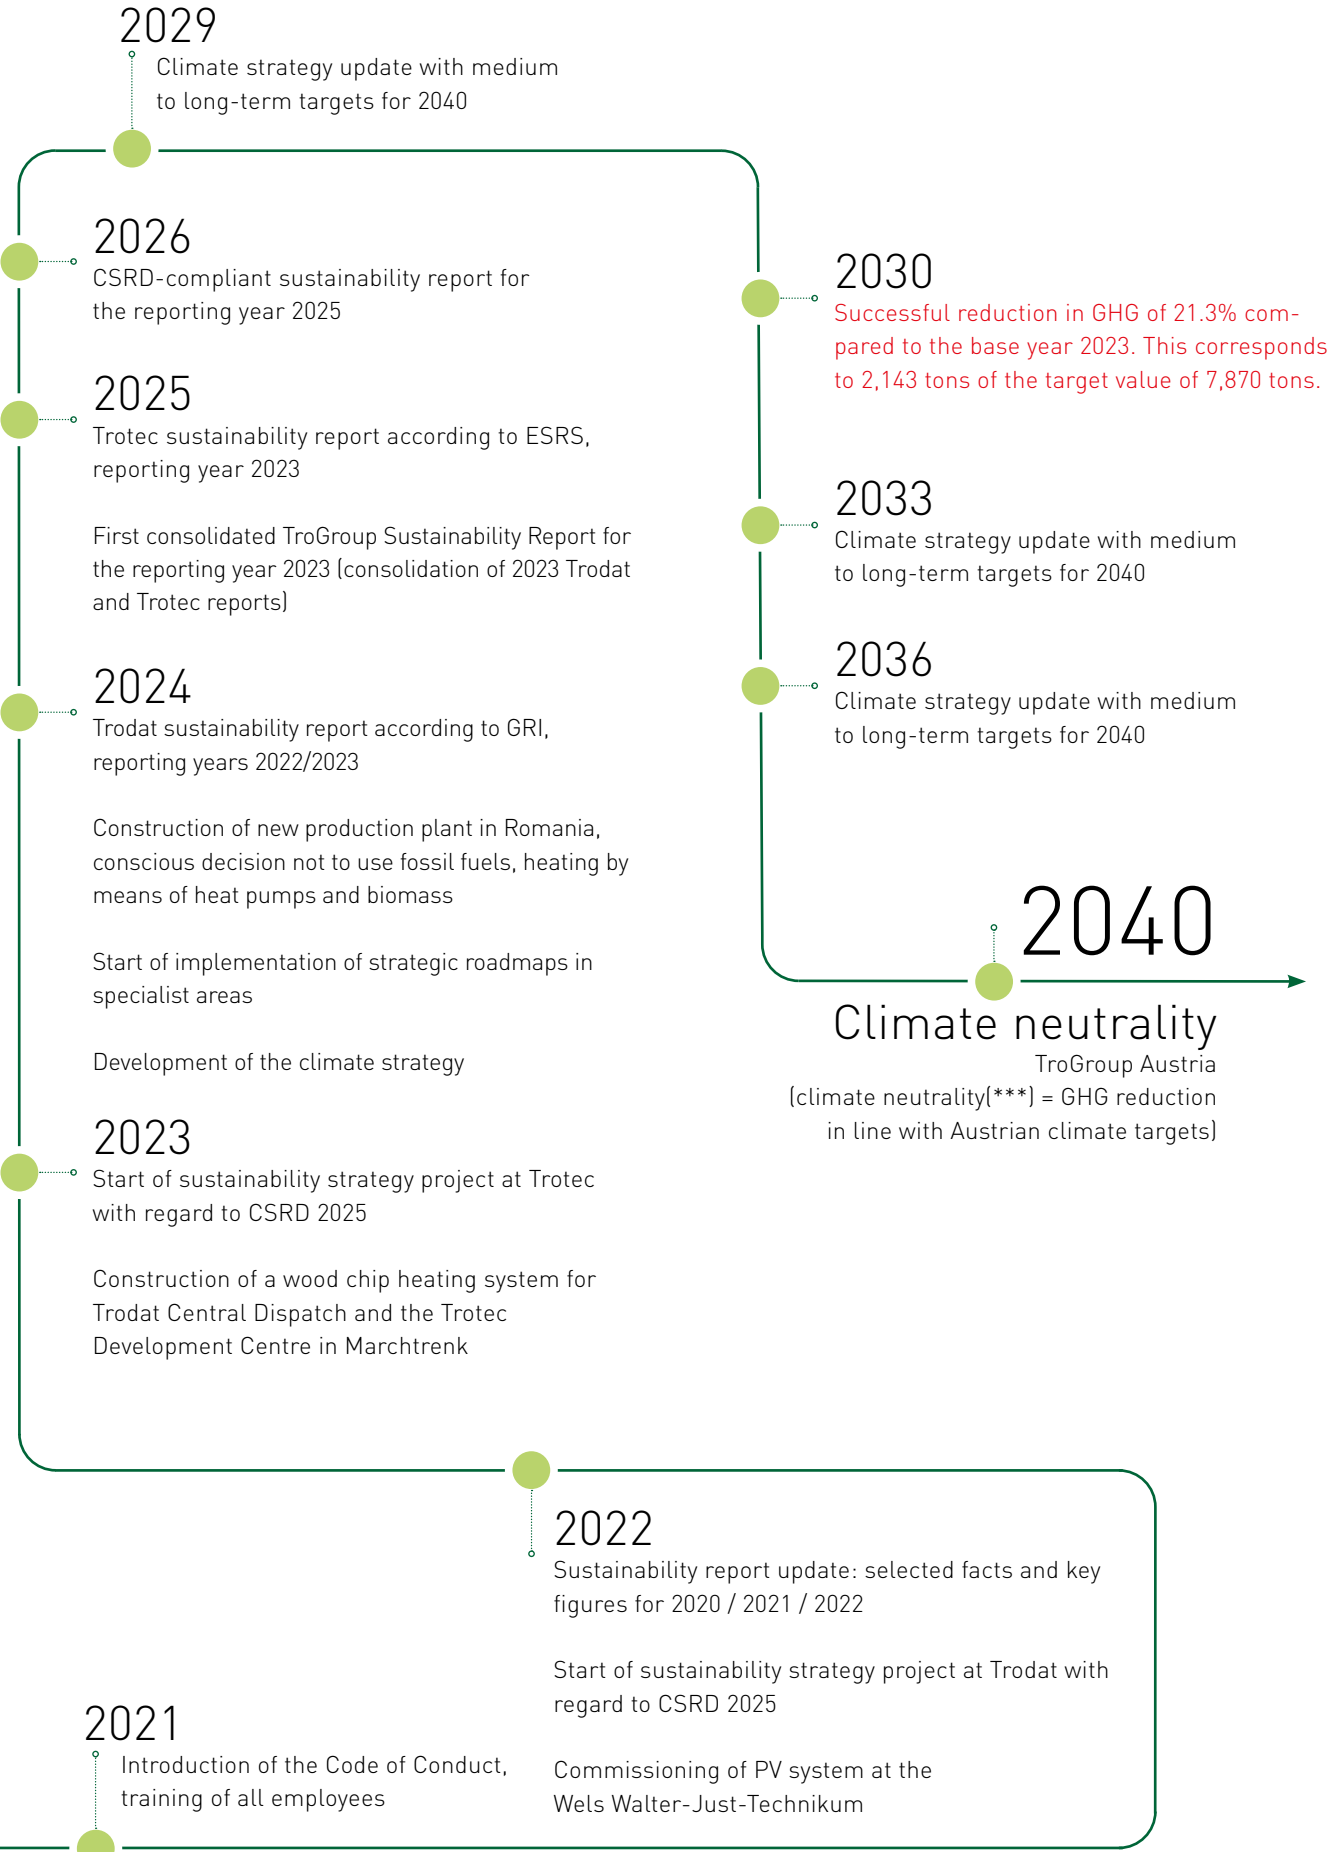 2029
Climate strategy update with medium
to long-term targets for 2040
2026
CSRD-compliant sustainability report for
the reporting year 2025
2025
Trotec sustainability report according to ESRS,
reporting year 2023
First consolidated TroGroup Sustainability Report for
the reporting year 2023 (consolidation of 2023 Trodat
and Trotec reports)
2024
Trodat sustainability report according to GRI,
reporting years 2022/2023
Construction of new production plant in Romania,
conscious decision not to use fossil fuels, heating by
means of heat pumps and biomass
Start of implementation of strategic roadmaps in
specialist areas
Development of the climate strategy
2023
Start of sustainability strategy project at Trotec
with regard to CSRD 2025
Construction of a wood chip heating system for
Trodat Central Dispatch and the Trotec
Development Centre in Marchtrenk
2030
Successful reduction in GHG of 21.3% com-
pared to the base year 2023. This corresponds
to 2,143 tons of the target value of 7,870 tons.
2033
Climate strategy update with medium
to long-term targets for 2040
2036
Climate strategy update with medium
to long-term targets for 2040
2040
Climate neutrality
TroGroup Austria
(climate neutrality(***) = GHG reduction
in line with Austrian climate targets)
2022
Sustainability report update: selected facts and key
figures for 2020 / 2021 / 2022
Start of sustainability strategy project at Trodat with
regard to CSRD 2025
Commissioning of PV system at the
Wels Walter-Just-Technikum
2021
Introduction of the Code of Conduct,
training of all employees